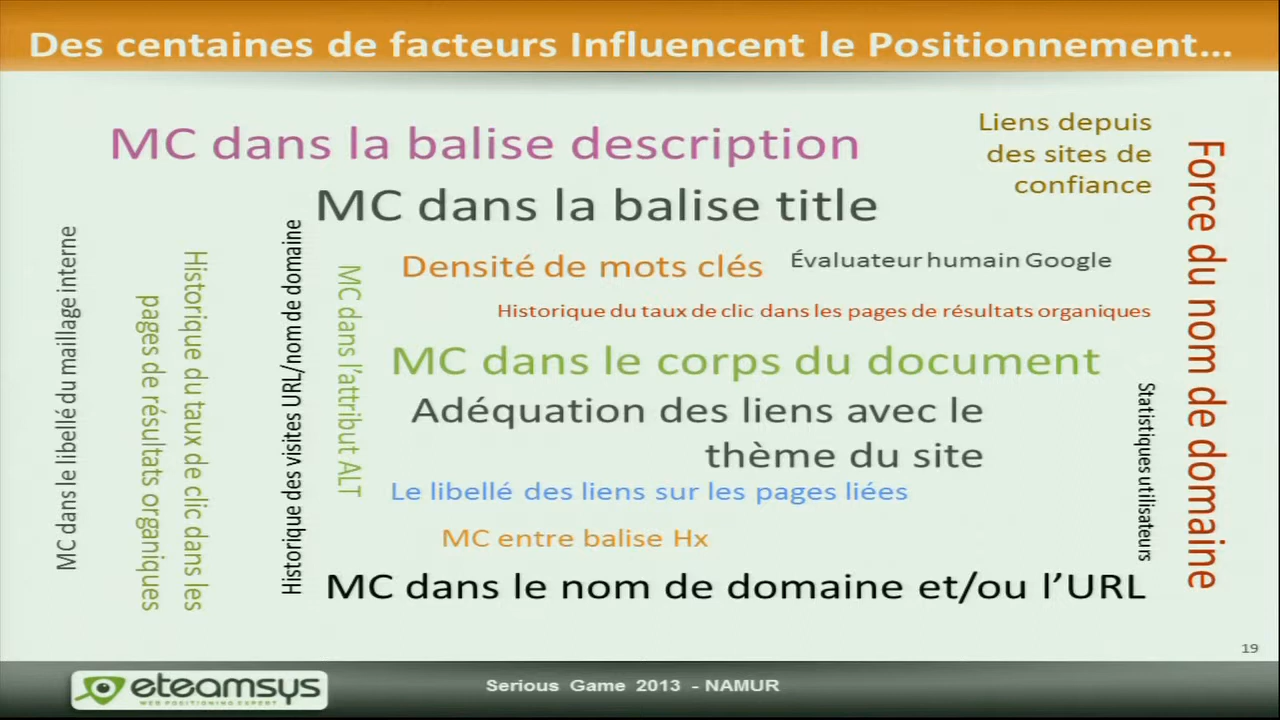 Des centaines de facteurs Influencent le Positionnement...
MC dans la balise description
Liens depuis
des sites de
confiance
MC dans la balise title
Force du nom de domaine
MC dans le libellé du maillage interne
Historique du taux de clic dans les
pages de résultats organiques
Historique des visites URL/nom de domaine
MC dans l'attribut ALT
Densité de mots clés
Évaluateur humain Google
Historique du taux de clic dans les pages de résultats organiques
MC dans le corps du document
Adéquation des liens avec le
thème du site
Statistiques utilisateurs
Le libellé des liens sur les pages liées
MC entre balise Hx
MC dans le nom de domaine et/ou l'URL
19
eteamsys
WEB POSITIONING EXPERT
Serious Game 2013 - NAMUR